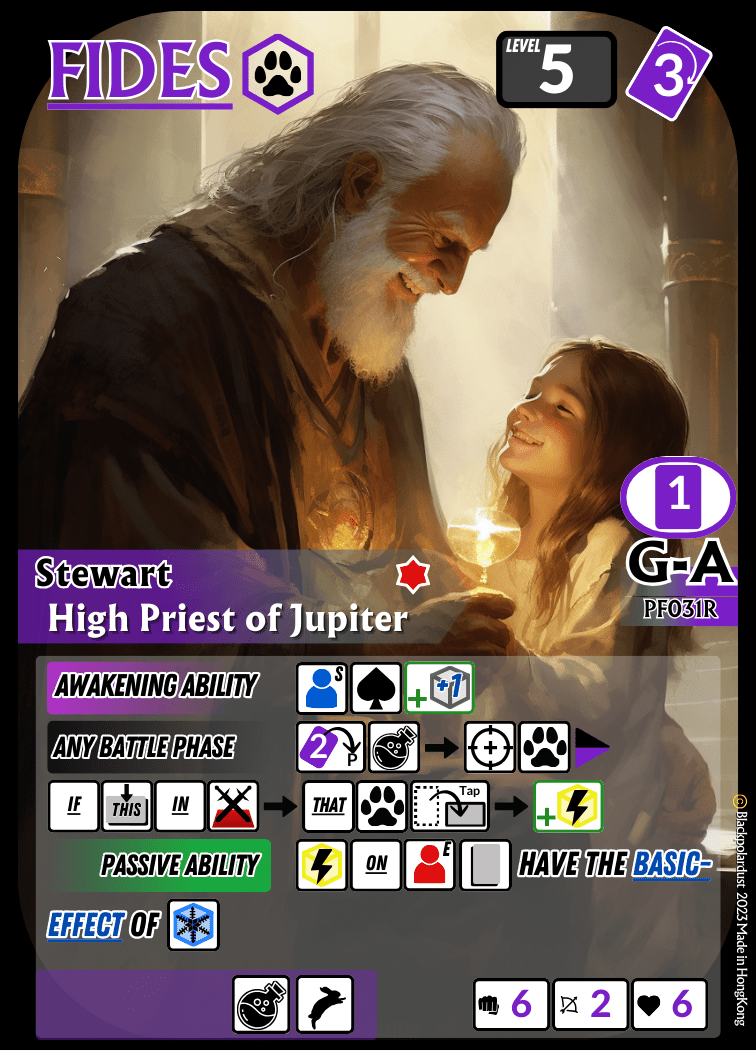 FIDES
LEVEL 5
3
1
G-A
PF031R
Stewart
High Priest of Jupiter
AWAKENING ABILITY S + +1
ANY BATTLE PHASE 2 P
IF THIS IN THAT Tap +
PASSIVE ABILITY ON E HAVE THE BASIC-
EFFECT OF
6 2 6
© Blackpolardust 2023 Made in HongKong